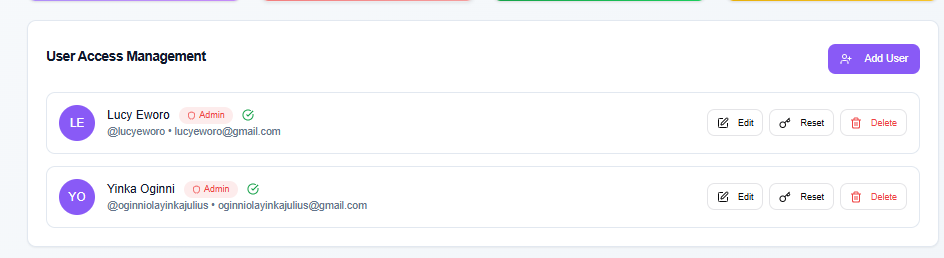 User Access Management
Add User
LE
Lucy Eworo Admin
@lucyeworo • lucyeworo@gmail.com
Edit Reset Delete
YO
Yinka Oginni Admin
@oginniolayinkajulius • oginniolayinkajulius@gmail.com
Edit Reset Delete